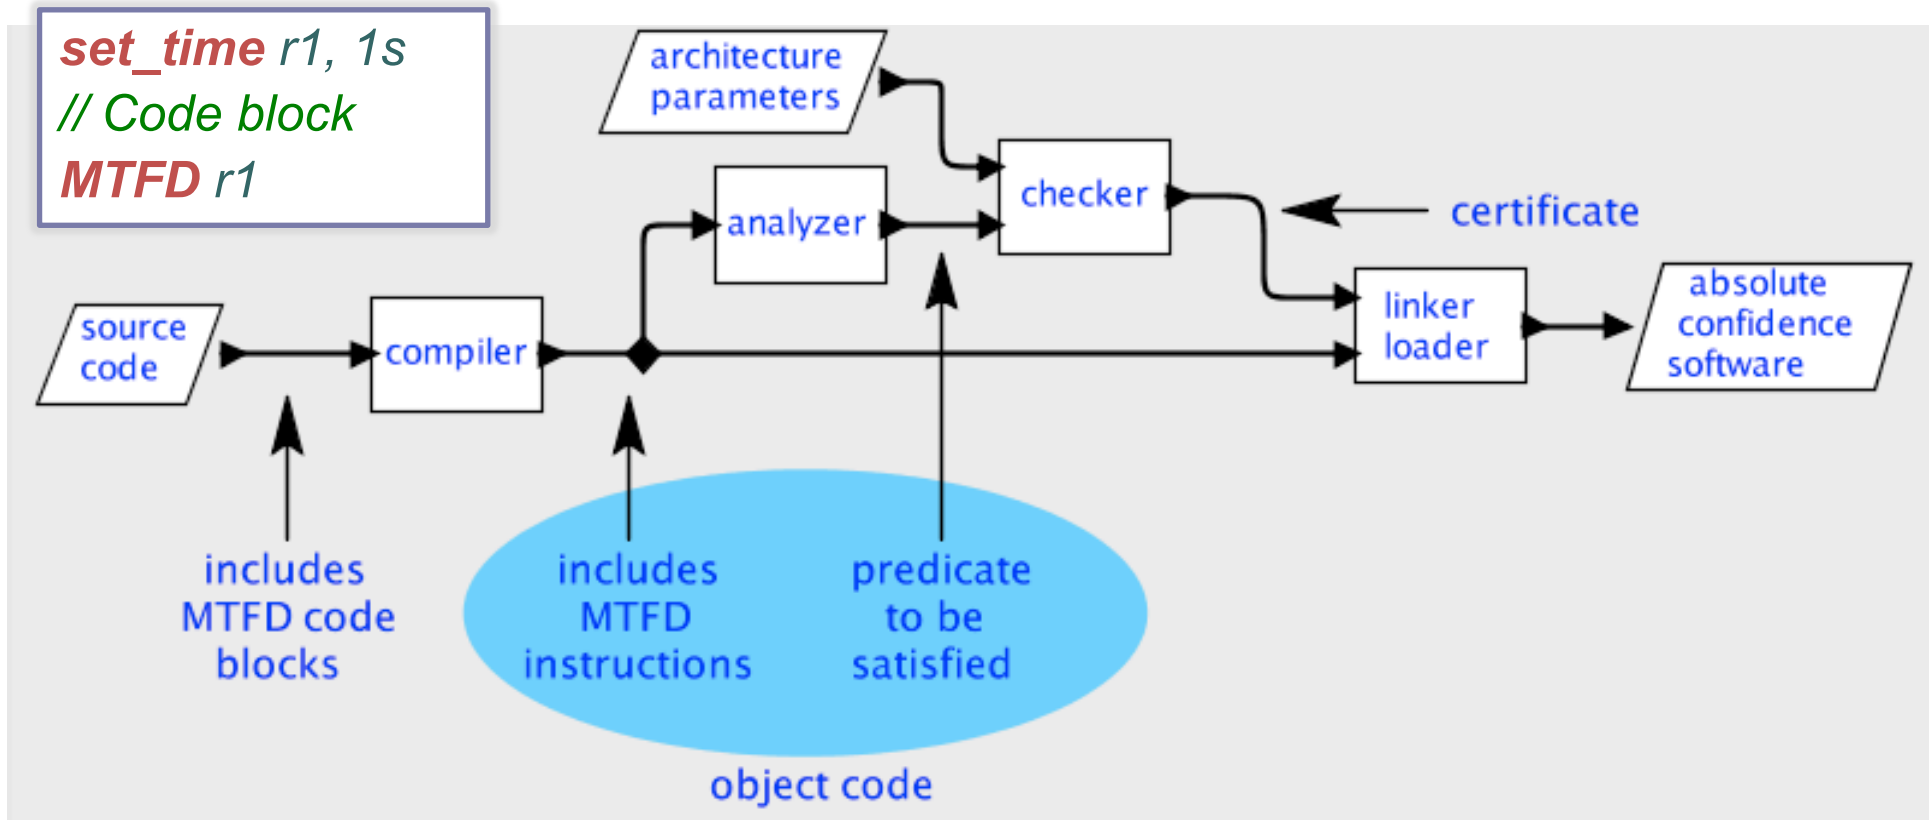 set_time r1, 1s
// Code block
MTFD r1
architecture
parameters
checker
certificate
analyzer
source
code
compiler
linker
loader
absolute
confidence
software
includes
MTFD code
blocks
includes
MTFD
instructions
predicate
to be
satisfied
object code